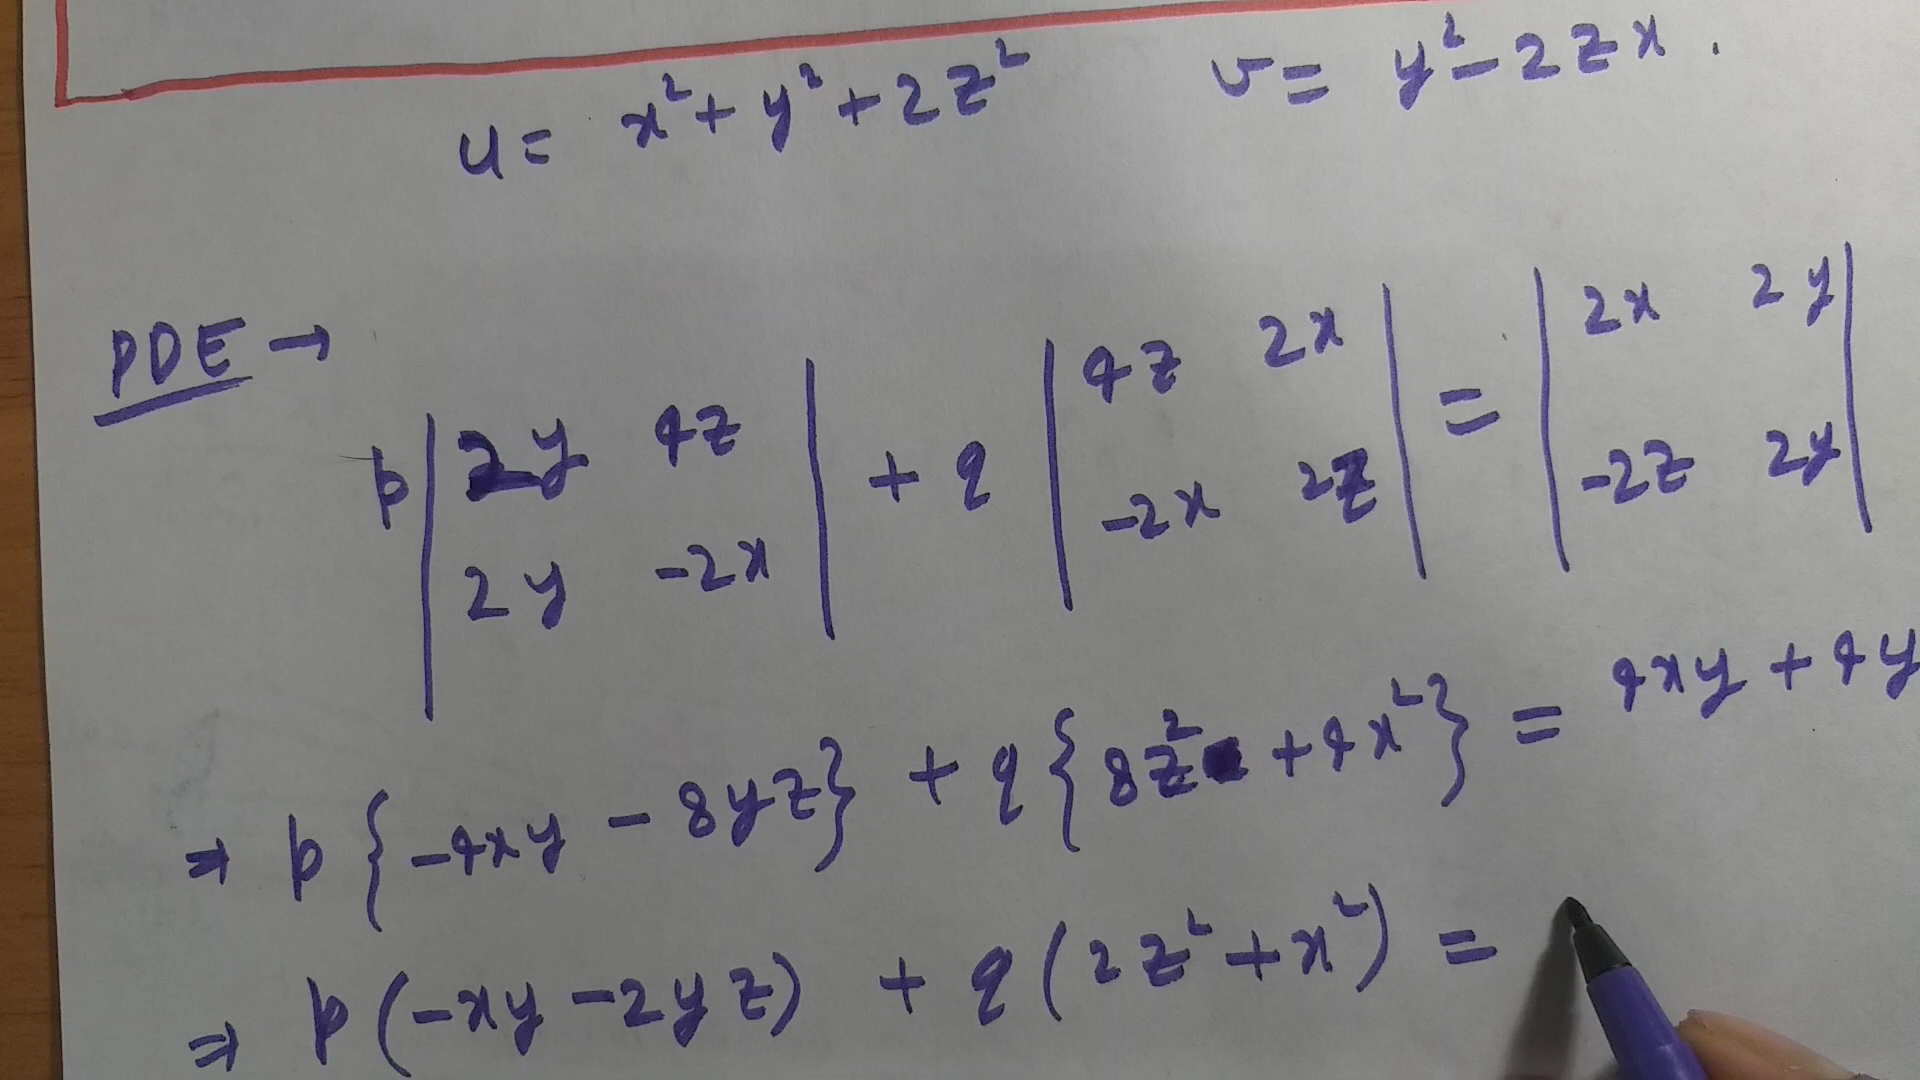 u = x² + y² + 2z²    v = y² - 2zx .
PDE →
p | 2y 4z | + q | 4z 2x | = | 2x 2y |
| 2y -2x | | -2x 2z | | -2z 2y |
⇒ p {-4xy - 8yz} + q {8z² + 4x²} = 4xy + 4y
⇒ p (-xy - 2yz) + q (2z² + x²) =